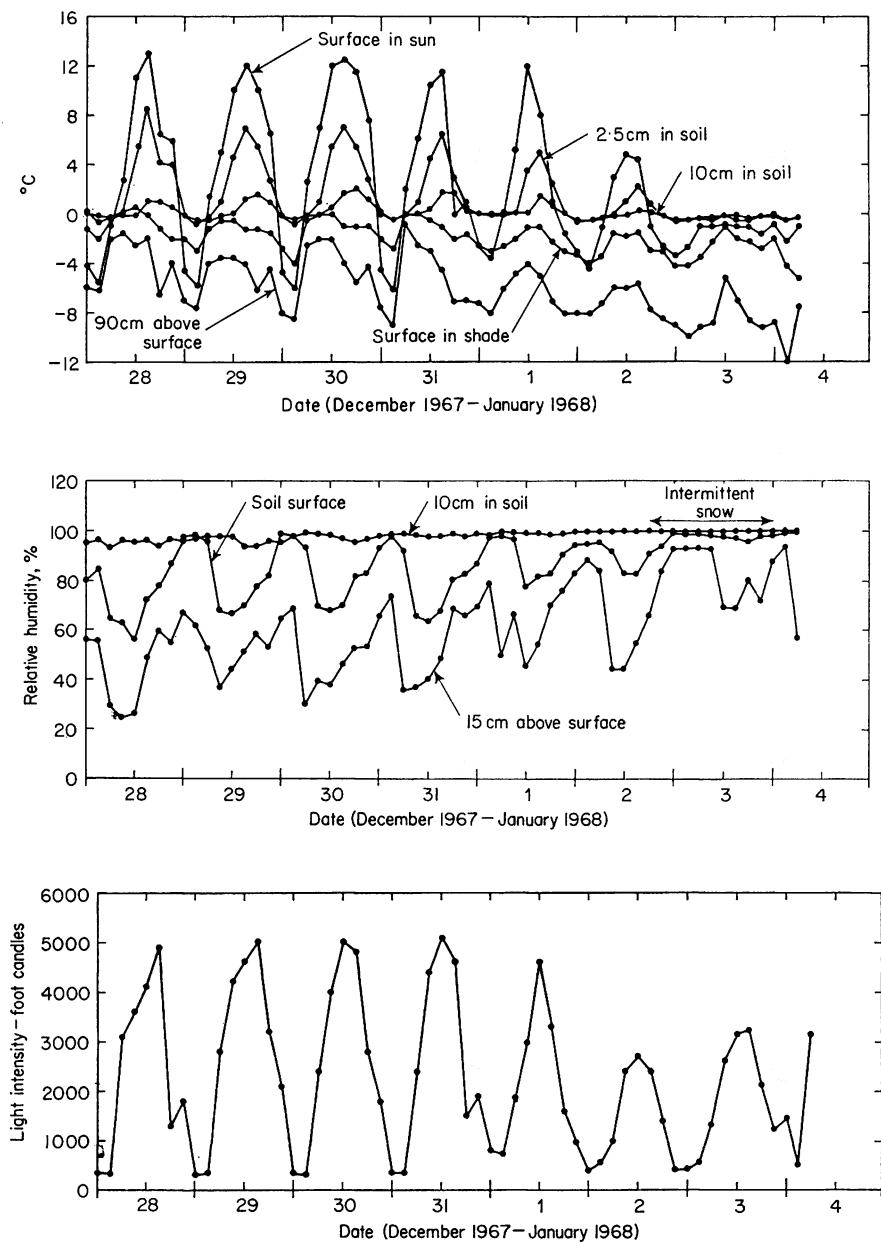 Surface in sun
12
8
2·5cm in soil
°C
4
10cm in soil
0
-4
90cm above
surface
Surface in shade
-8
-12
28 29 30 31 1 2 3 4
Date (December 1967-January 1968)
120
Soil surface
10cm in soil
Intermittent
snow
100
80
Relative humidity, %
60
40
15cm above surface
20
0
28 29 30 31 1 2 3 4
Date (December 1967-January 1968)
6000
5000
4000
Light intensity-foot candles
3000
2000
1000
0
28 29 30 31 1 2 3 4
Date (December 1967-January 1968)